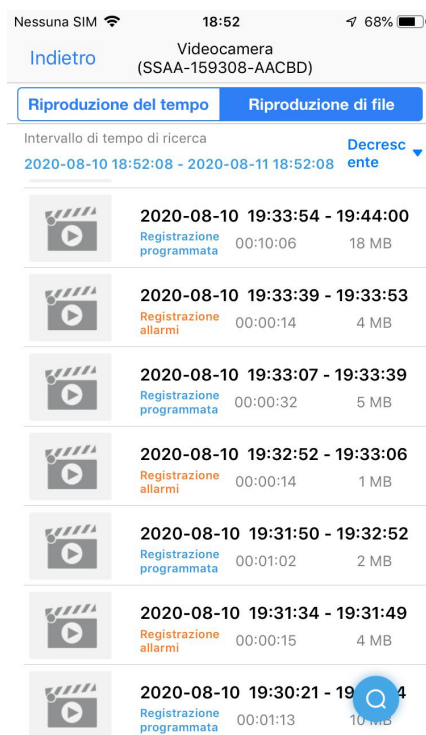 Nessuna SIM 18:52 68%
Indietro
Videocamera
(SSAA-159308-AACBD)
Riproduzione del tempo Riproduzione di file
Intervallo di tempo di ricerca
2020-08-10 18:52:08 - 2020-08-11 18:52:08
Decresc
ente
2020-08-10 19:33:54 - 19:44:00
Registrazione
programmata
00:10:06 18 MB
2020-08-10 19:33:39 - 19:33:53
Registrazione
allarmi
00:00:14 4 MB
2020-08-10 19:33:07 - 19:33:39
Registrazione
programmata
00:00:32 5 MB
2020-08-10 19:32:52 - 19:33:06
Registrazione
allarmi
00:00:14 1 MB
2020-08-10 19:31:50 - 19:32:52
Registrazione
programmata
00:01:02 2 MB
2020-08-10 19:31:34 - 19:31:49
Registrazione
allarmi
00:00:15 4 MB
2020-08-10 19:30:21 -
Registrazione
programmata
00:01:13 10 MB